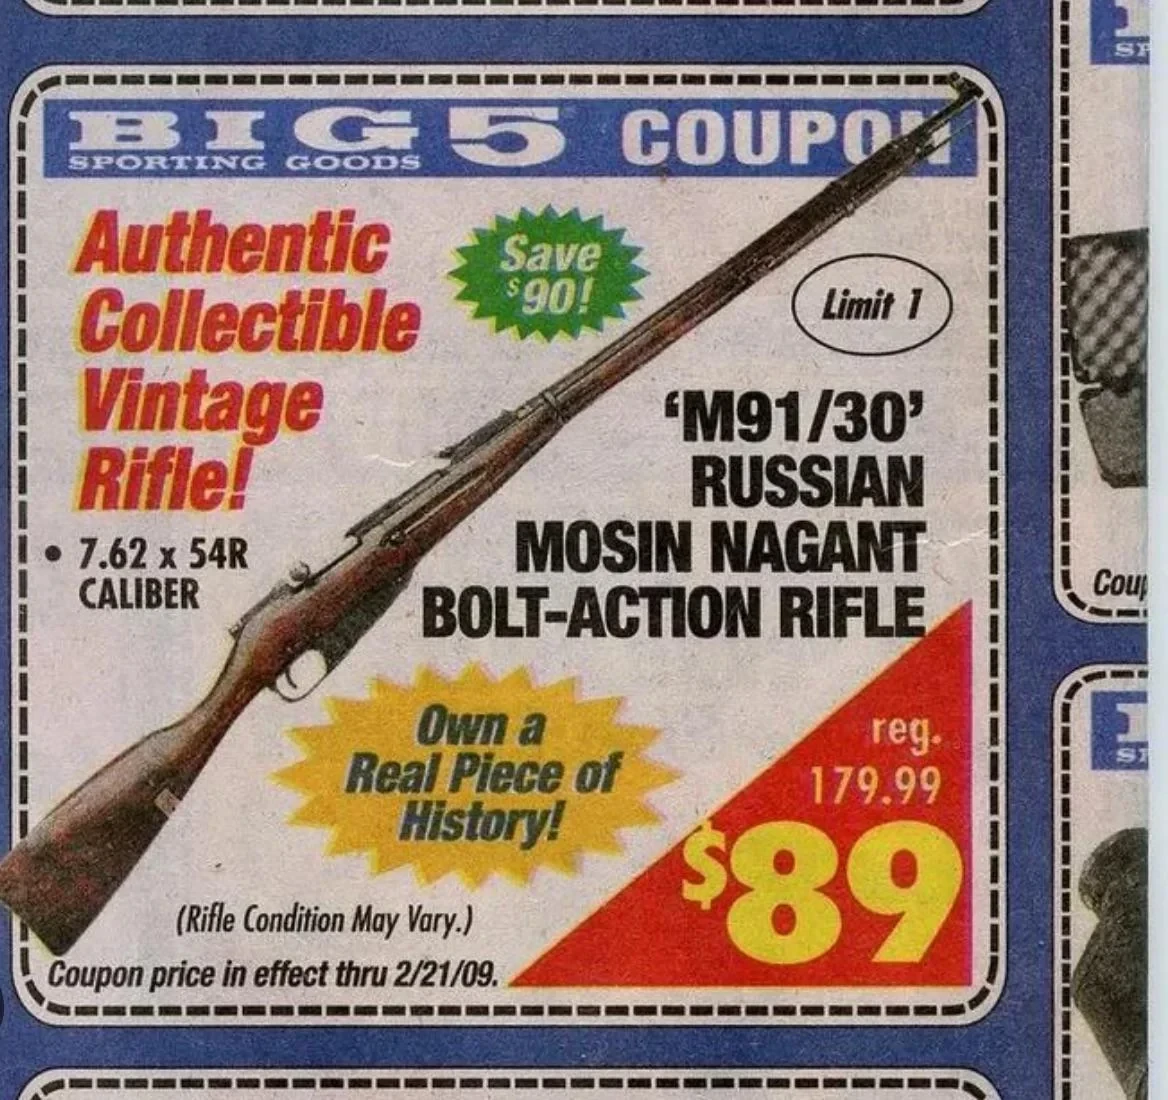 BIG 5 COUPON
SPORTING GOODS
Authentic
Collectible
Vintage
Rifle!
Save
$90!
Limit 1
• 7.62 x 54R
CALIBER
‘M91/30’
RUSSIAN
MOSIN NAGANT
BOLT-ACTION RIFLE
Own a
Real Piece of
History!
reg.
179.99
$89
(Rifle Condition May Vary.)
Coupon price in effect thru 2/21/09.